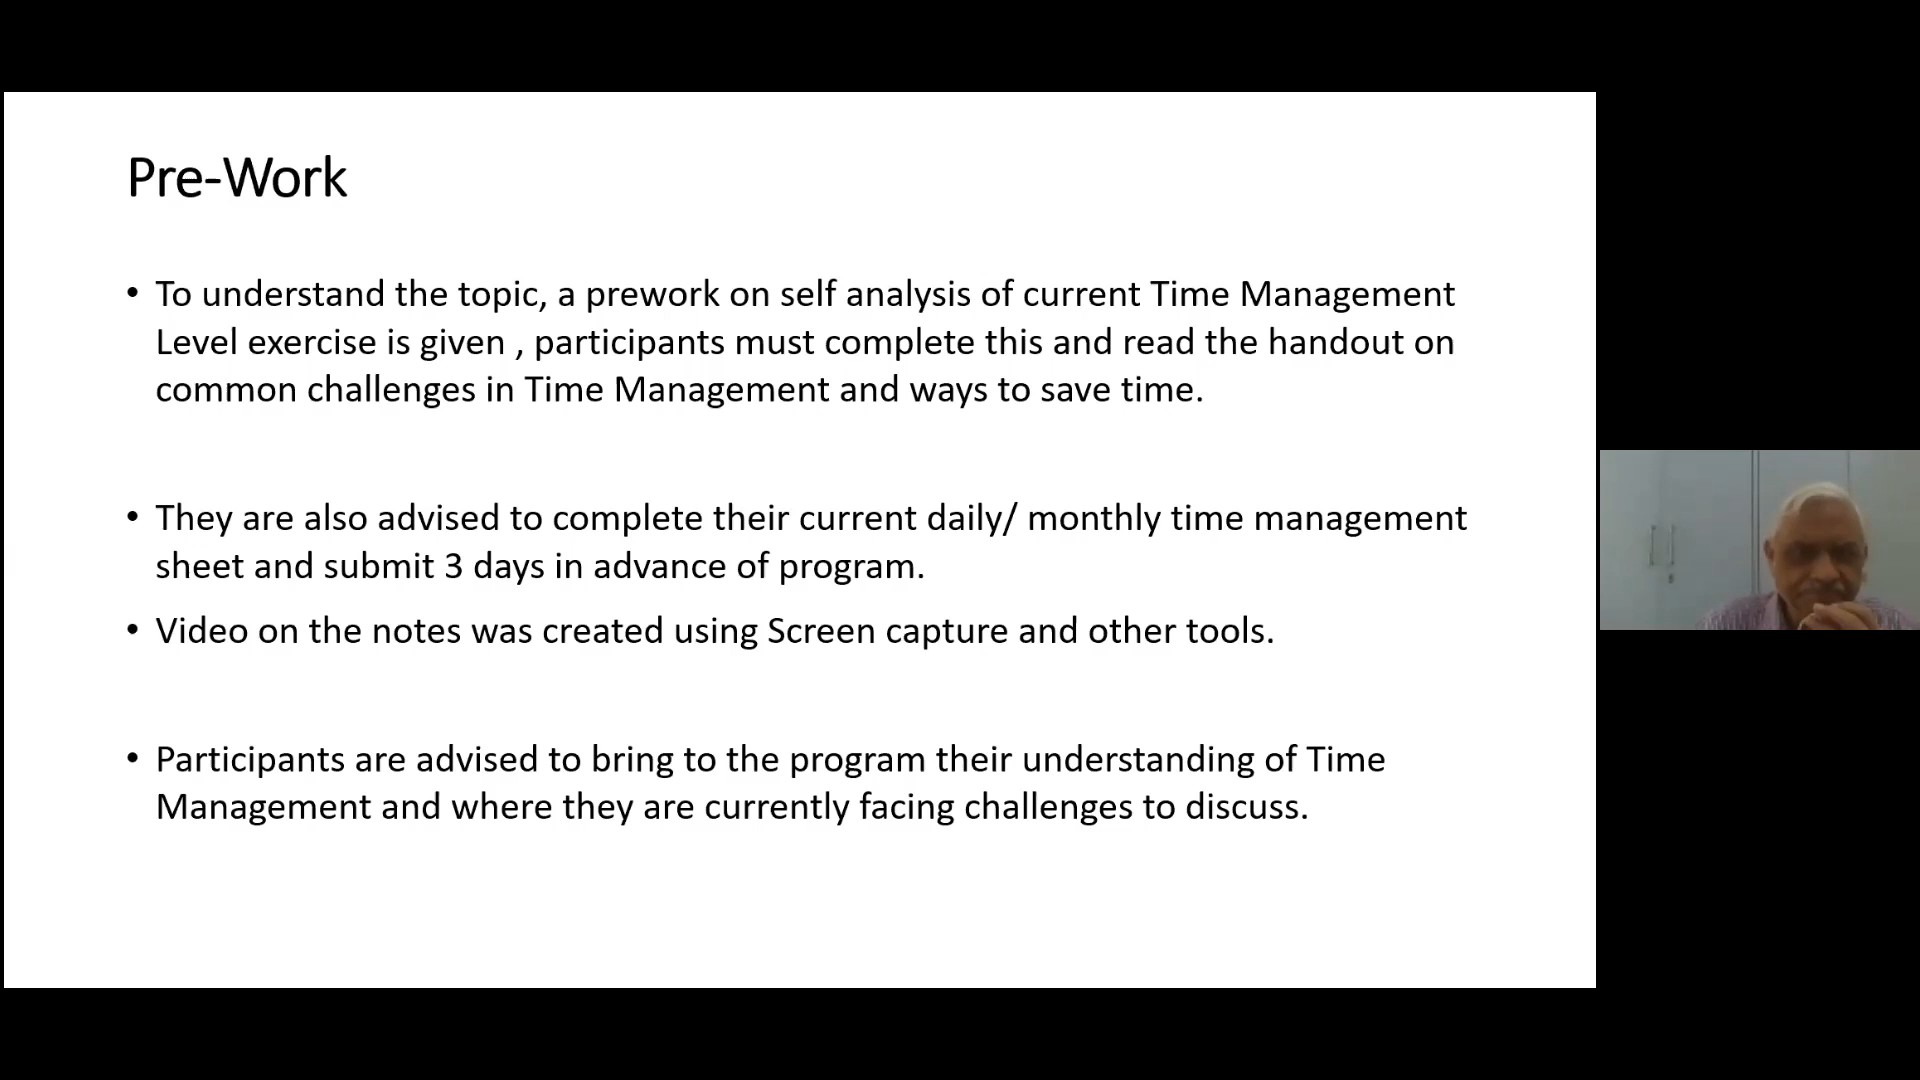 Pre-Work
• To understand the topic, a prework on self analysis of current Time Management
Level exercise is given , participants must complete this and read the handout on
common challenges in Time Management and ways to save time.
• They are also advised to complete their current daily/ monthly time management
sheet and submit 3 days in advance of program.
• Video on the notes was created using Screen capture and other tools.
• Participants are advised to bring to the program their understanding of Time
Management and where they are currently facing challenges to discuss.